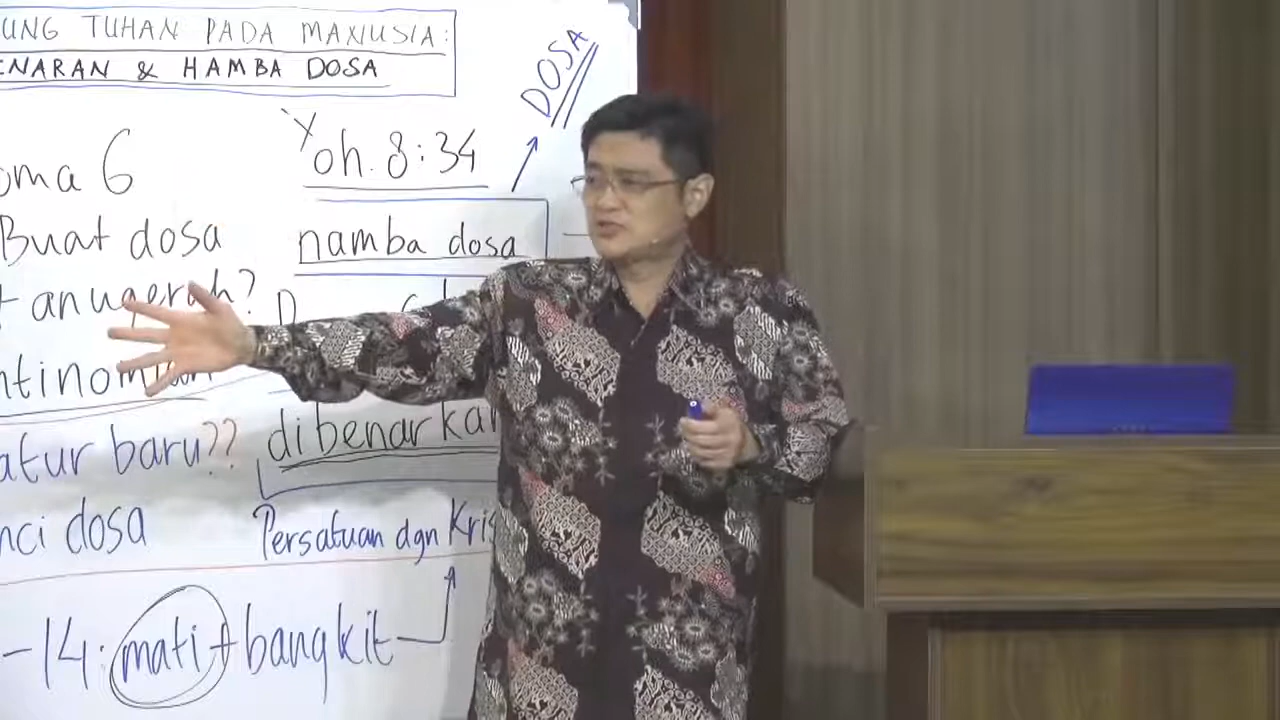 UNG TUHAN PADA MANUSIA:
ENARAN & HAMBA DOSA
DOSA
Yoh. 8:34
oma 6
hamba dosa
Buat dosa
t anugerah?
ntinomian
dibenarkan
atur baru??
Persatuan dgn Kris
nci dosa
-14: mati + bangkit